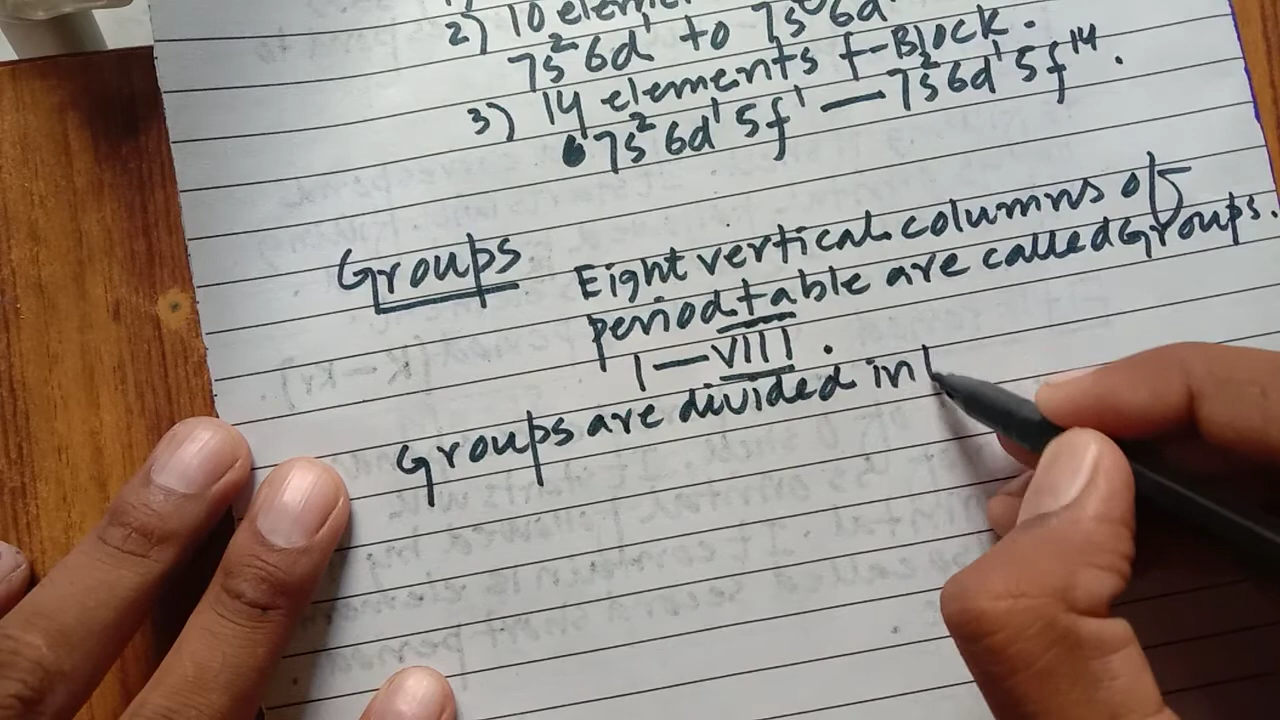 2) 10 eleme
7s² 6d¹ to 7s² 6d
3) 14 elements f-Block.
7s² 6d¹ 5f¹ — 7s² 6d¹ 5f¹⁴.
Groups Eight vertical columns of
period table are called Groups.
I — VIII.
Groups are divided in